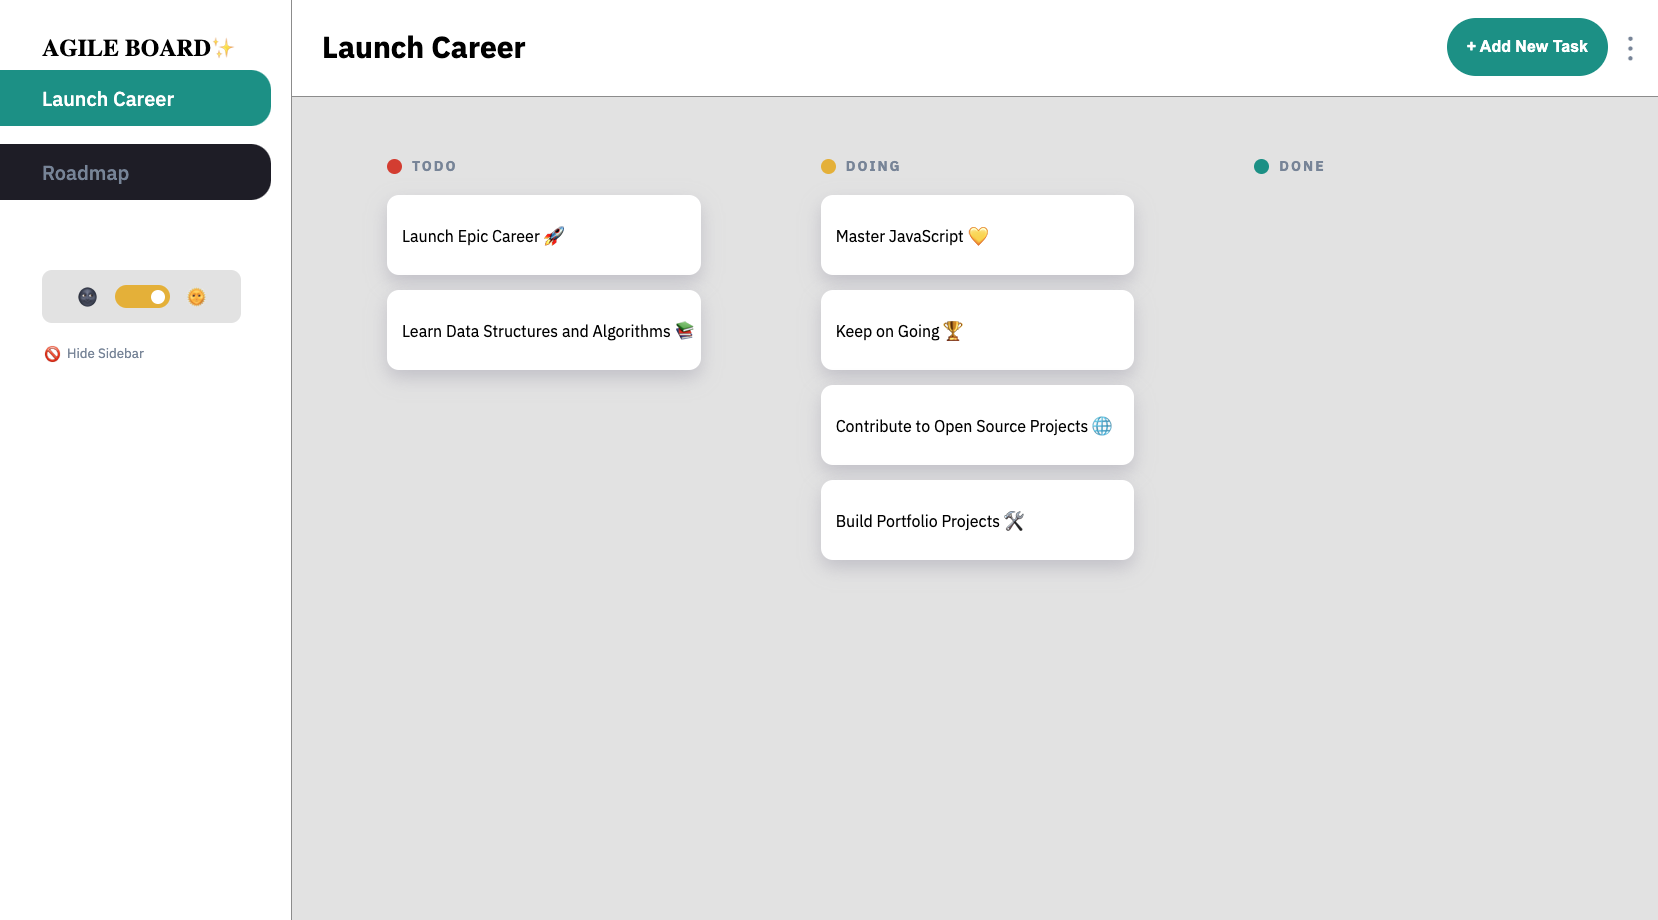 AGILE BOARD✨
Launch Career
Roadmap
Hide Sidebar
Launch Career
+ Add New Task
TODO
Launch Epic Career 🚀
Learn Data Structures and Algorithms 📚
DOING
Master JavaScript 💛
Keep on Going 🏆
Contribute to Open Source Projects 🌐
Build Portfolio Projects 🛠️
DONE